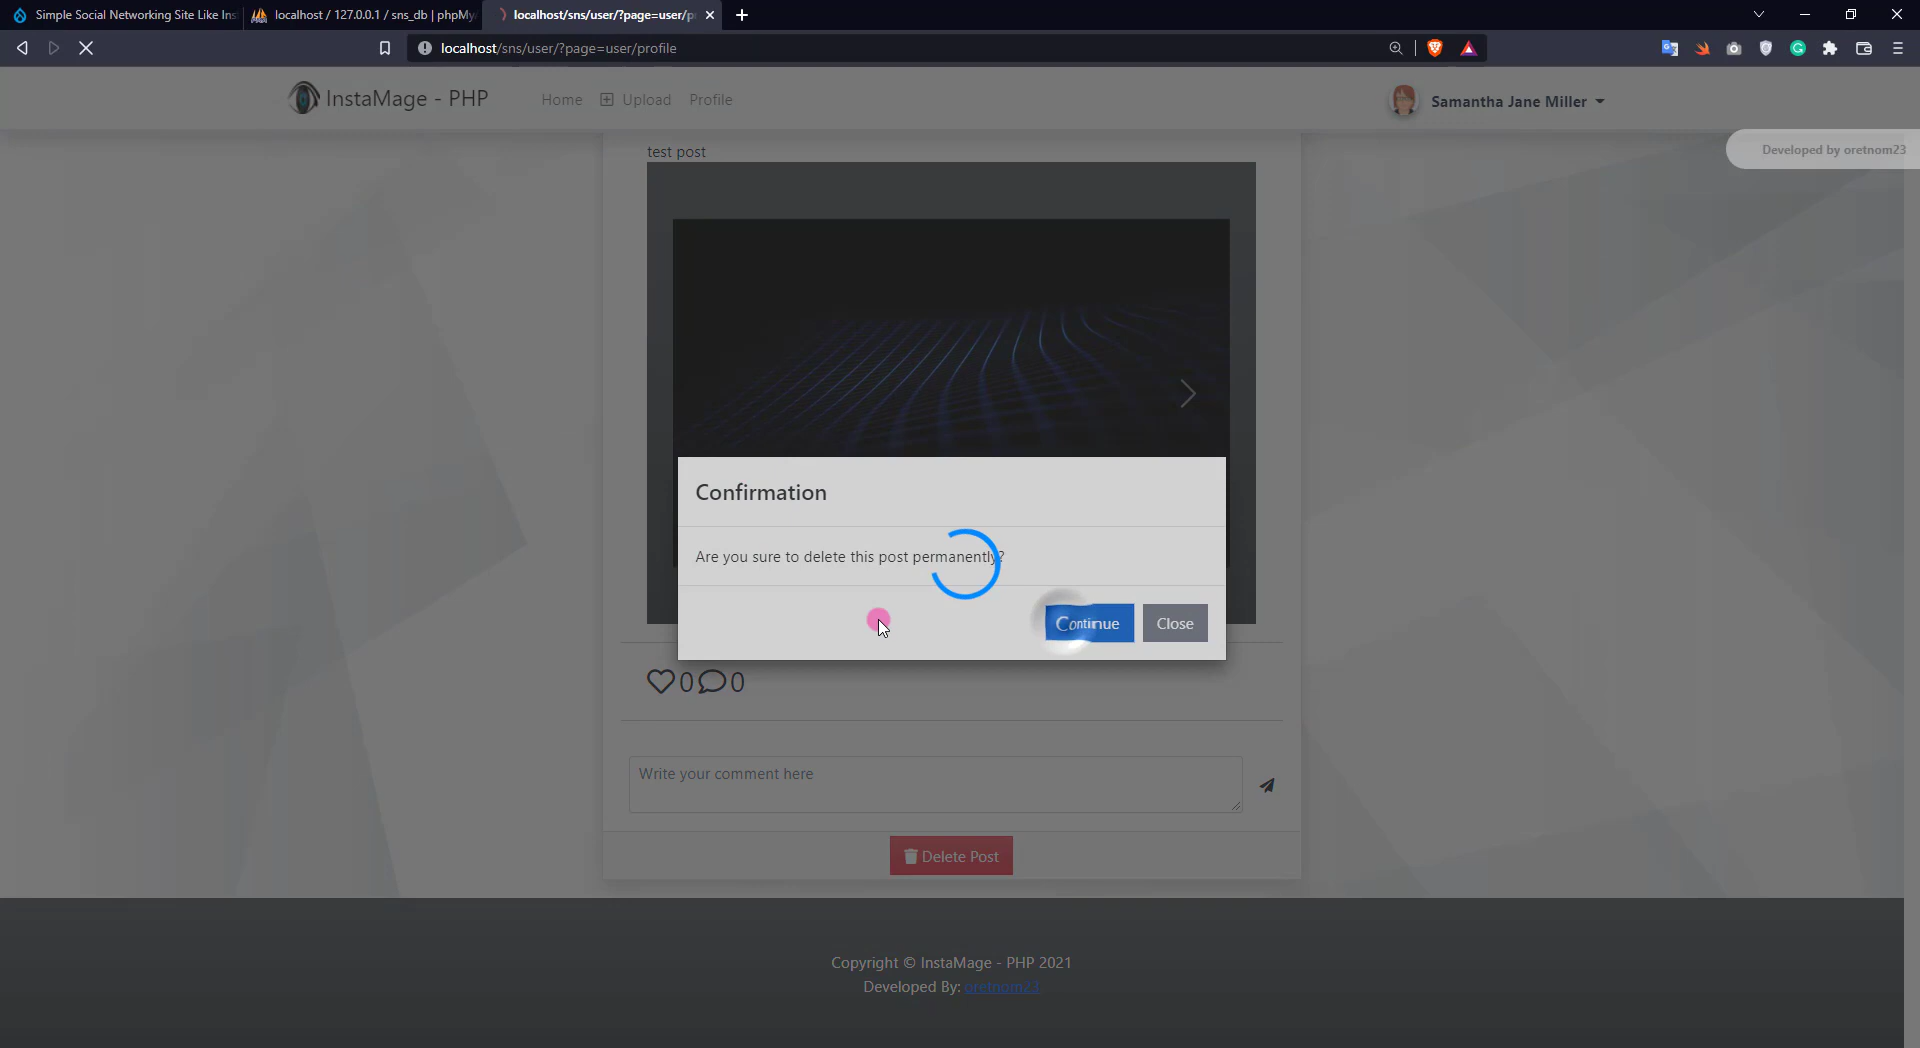 Simple Social Networking Site Like Ins
localhost / 127.0.0.1 / sns_db | phpMy
localhost/sns/user/?page=user/p
localhost/sns/user/?page=user/profile
InstaMage - PHP
Home
Upload
Profile
Samantha Jane Miller
Developed by oretnom23
test post
Confirmation
Are you sure to delete this post permanently?
Continue
Close
0
0
Write your comment here
Delete Post
Copyright © InstaMage - PHP 2021
Developed By: oretnom23